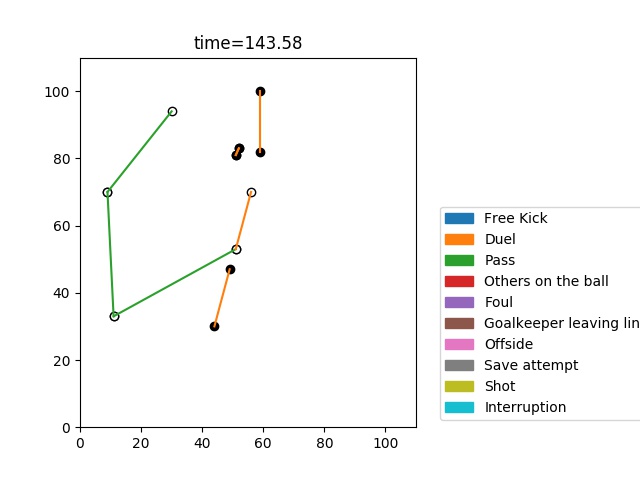 time=143.58
100
80
60
40
20
0
0 20 40 60 80 100
Free Kick
Duel
Pass
Others on the ball
Foul
Goalkeeper leaving lin
Offside
Save attempt
Shot
Interruption